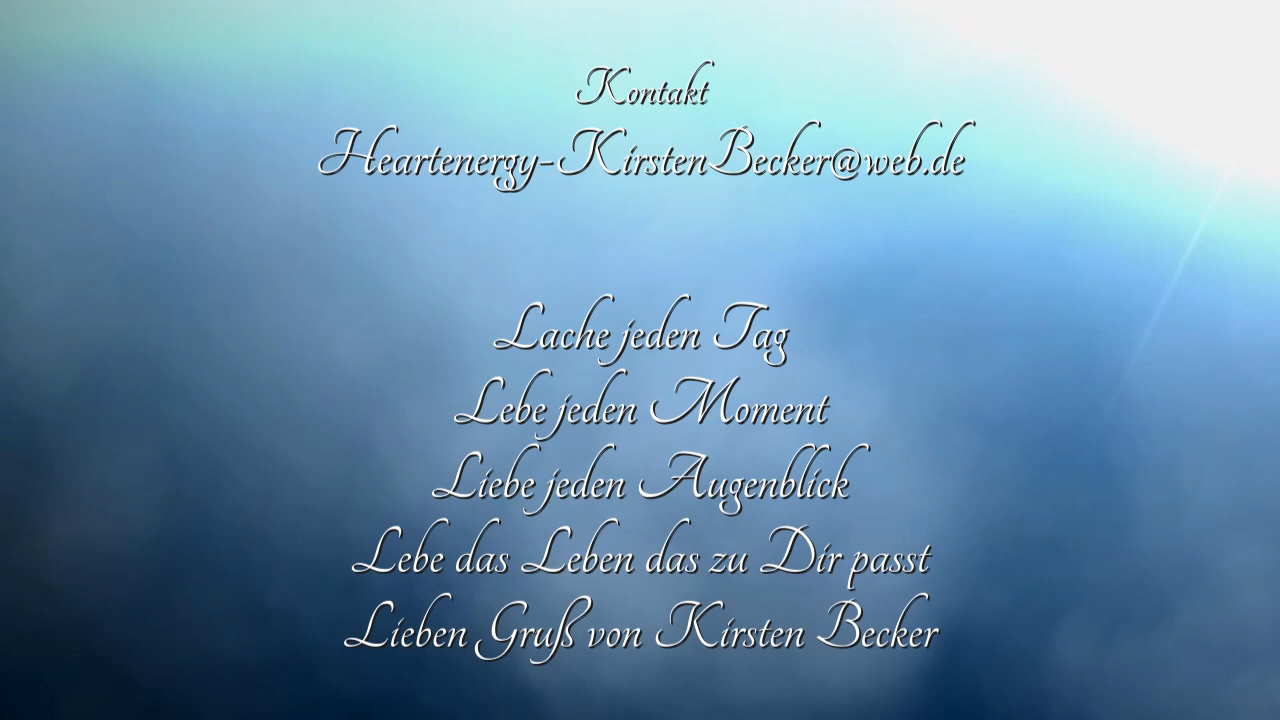 Kontakt
Heartenergy-KirstenBecker@web.de
Lache jeden Tag
Lebe jeden Moment
Liebe jeden Augenblick
Lebe das Leben das zu Dir passt
Lieben Gruß von Kirsten Becker